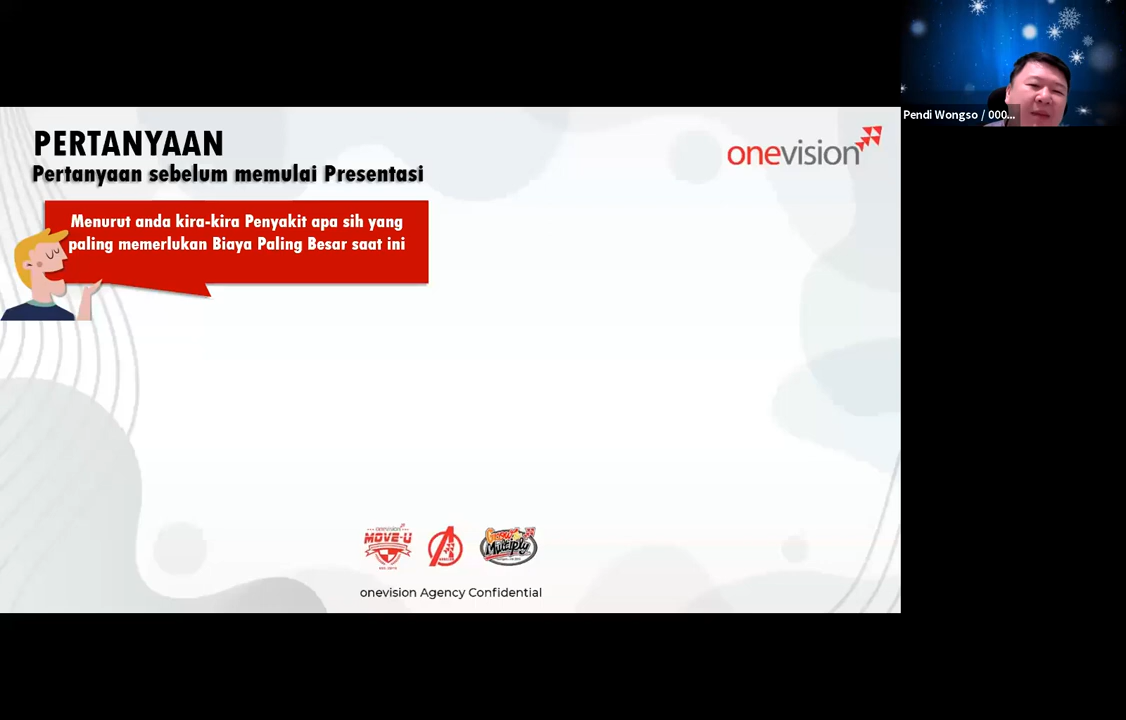 PERTANYAAN
Pertanyaan sebelum memulai Presentasi
onevision
Menurut anda kira-kira Penyakit apa sih yang
paling memerlukan Biaya Paling Besar saat ini
Pendi Wongso / 000...
MOVE-U
Multiply
onevision Agency Confidential